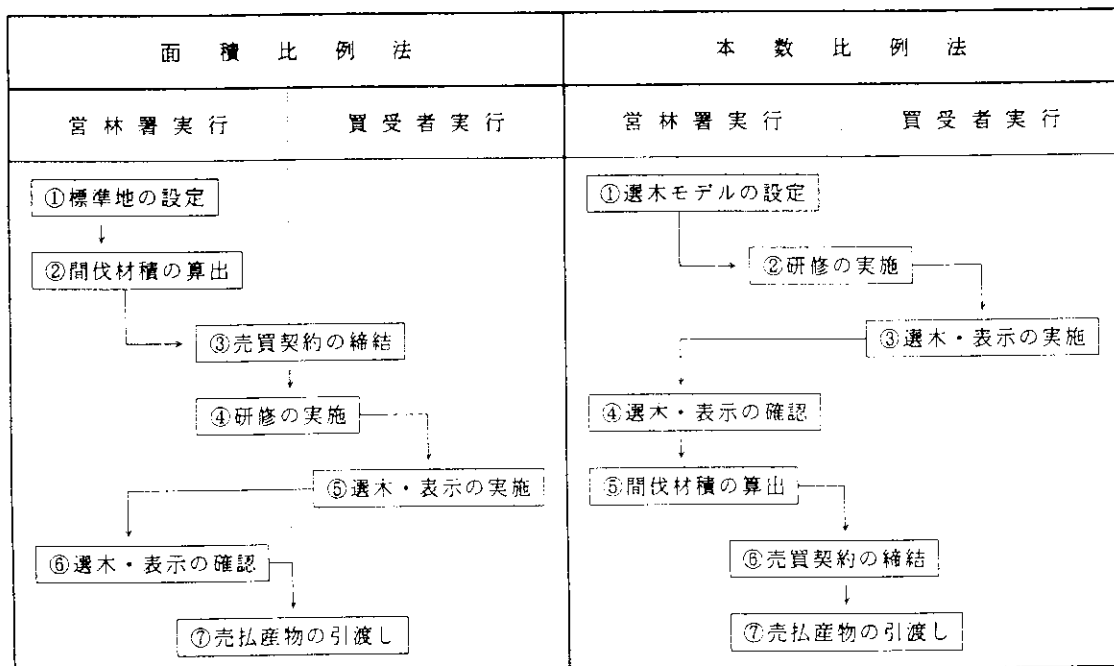 面積比例法
本数比例法
営林署実行
買受者実行
営林署実行
買受者実行
①標準地の設定
②間伐材積の算出
③売買契約の締結
④研修の実施
⑤選木・表示の実施
⑥選木・表示の確認
⑦売払産物の引渡し
①選木モデルの設定
②研修の実施
③選木・表示の実施
④選木・表示の確認
⑤間伐材積の算出
⑥売買契約の締結
⑦売払産物の引渡し